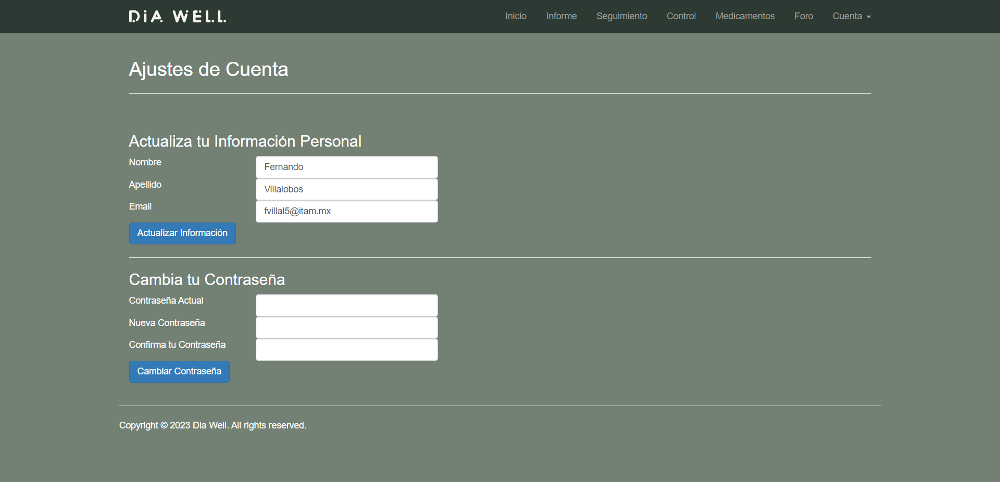 DiA WELL
Inicio Informe Seguimiento Control Medicamentos Foro Cuenta
Ajustes de Cuenta
Actualiza tu Información Personal
Nombre Fernando
Apellido Villalobos
Email fvillal5@itam.mx
Actualizar Información
Cambia tu Contraseña
Contraseña Actual
Nueva Contraseña
Confirma tu Contraseña
Cambiar Contraseña
Copyright © 2023 Dia Well. All rights reserved.